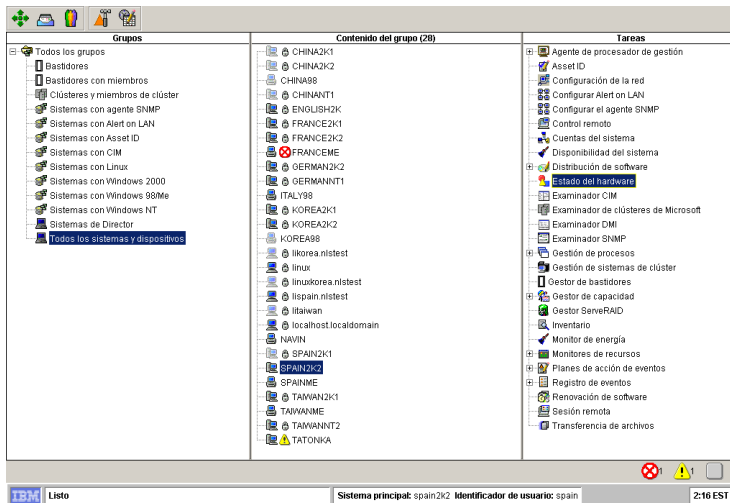 Grupos
Todos los grupos
Bastidores
Bastidores con miembros
Clústeres y miembros de clúster
Sistemas con agente SNMP
Sistemas con Alert on LAN
Sistemas con Asset ID
Sistemas con CIM
Sistemas con Linux
Sistemas con Windows 2000
Sistemas con Windows 98/Me
Sistemas con Windows NT
Sistemas de Director
Todos los sistemas y dispositivos
Contenido del grupo (28)
CHINA2K1
CHINA2K2
CHINA98
CHINANT1
ENGLISH2K
FRANCE2K1
FRANCE2K2
FRANCEME
GERMAN2K2
GERMANNT1
ITALY98
KOREA2K1
KOREA2K2
KOREA98
likorea.nlstest
linux
linuxkorea.nlstest
lispain.nlstest
litaiwan
localhost.localdomain
NAVIN
SPAIN2K1
SPAIN2K2
SPAINME
TAIWAN2K1
TAIWANME
TAIWANNT2
TATONKA
Tareas
Agente de procesador de gestión
Asset ID
Configuración de la red
Configurar Alert on LAN
Configurar el agente SNMP
Control remoto
Cuentas del sistema
Disponibilidad del sistema
Distribución de software
Estado del hardware
Examinador CIM
Examinador de clústeres de Microsoft
Examinador DMI
Examinador SNMP
Gestión de procesos
Gestión de sistemas de clúster
Gestor de bastidores
Gestor de capacidad
Gestor ServeRAID
Inventario
Monitor de energía
Monitores de recursos
Planes de acción de eventos
Registro de eventos
Renovación de software
Sesión remota
Transferencia de archivos
1 1
IBM Listo Sistema principal: spain2k2 Identificador de usuario: spain 2:16 EST